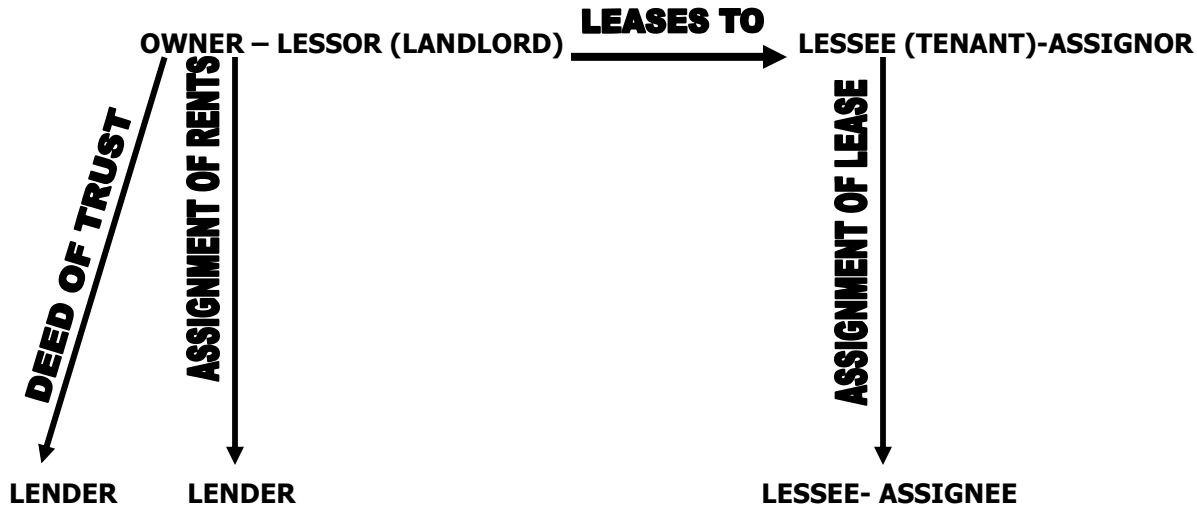 LEASES TO
OWNER – LESSOR (LANDLORD)
LESSEE (TENANT)-ASSIGNOR
DEED OF TRUST
ASSIGNMENT OF RENTS
ASSIGNMENT OF LEASE
LENDER
LENDER
LESSEE- ASSIGNEE